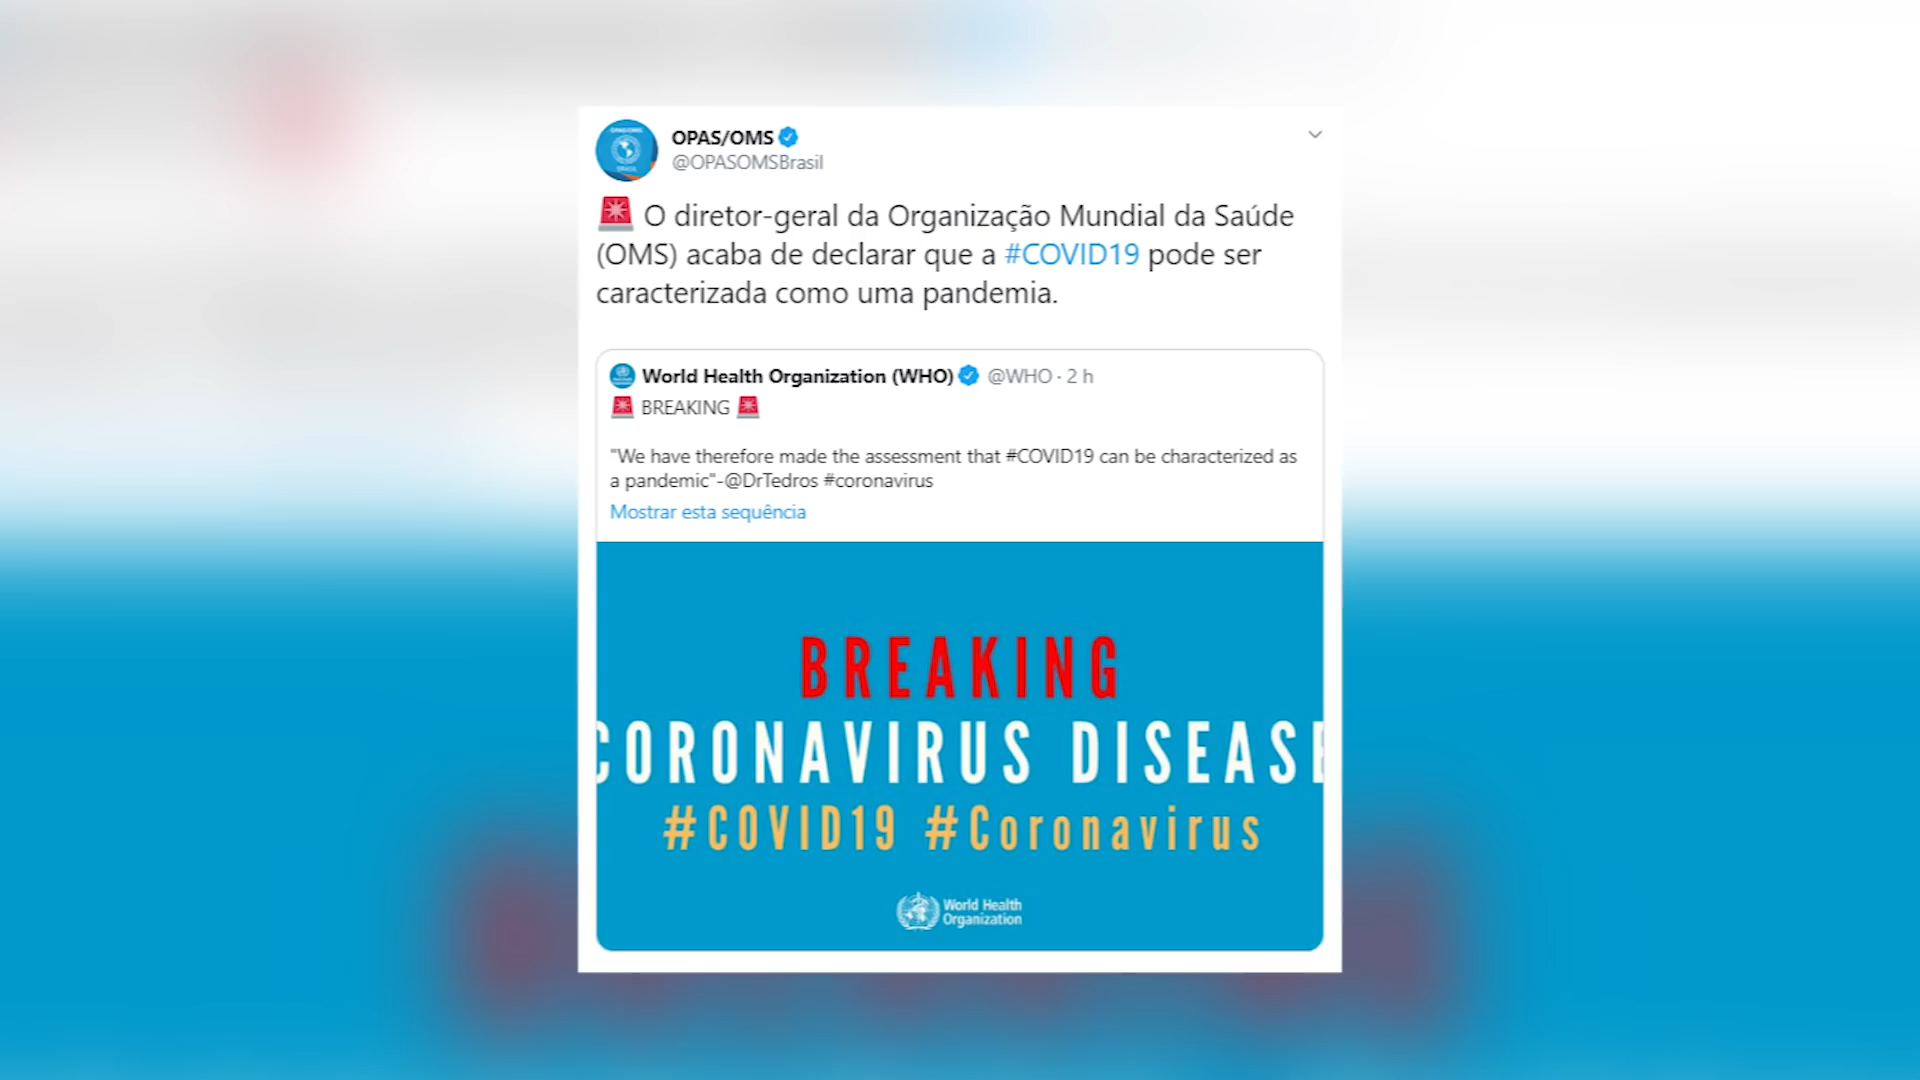 OPAS/OMS
@OPASOMSBrasil
🚨 O diretor-geral da Organização Mundial da Saúde
(OMS) acaba de declarar que a #COVID19 pode ser
caracterizada como uma pandemia.
World Health Organization (WHO) @WHO · 2 h
🚨 BREAKING 🚨
"We have therefore made the assessment that #COVID19 can be characterized as
a pandemic"-@DrTedros #coronavirus
Mostrar esta sequência
BREAKING
CORONAVIRUS DISEASE
#COVID19 #Coronavirus
World Health
Organization